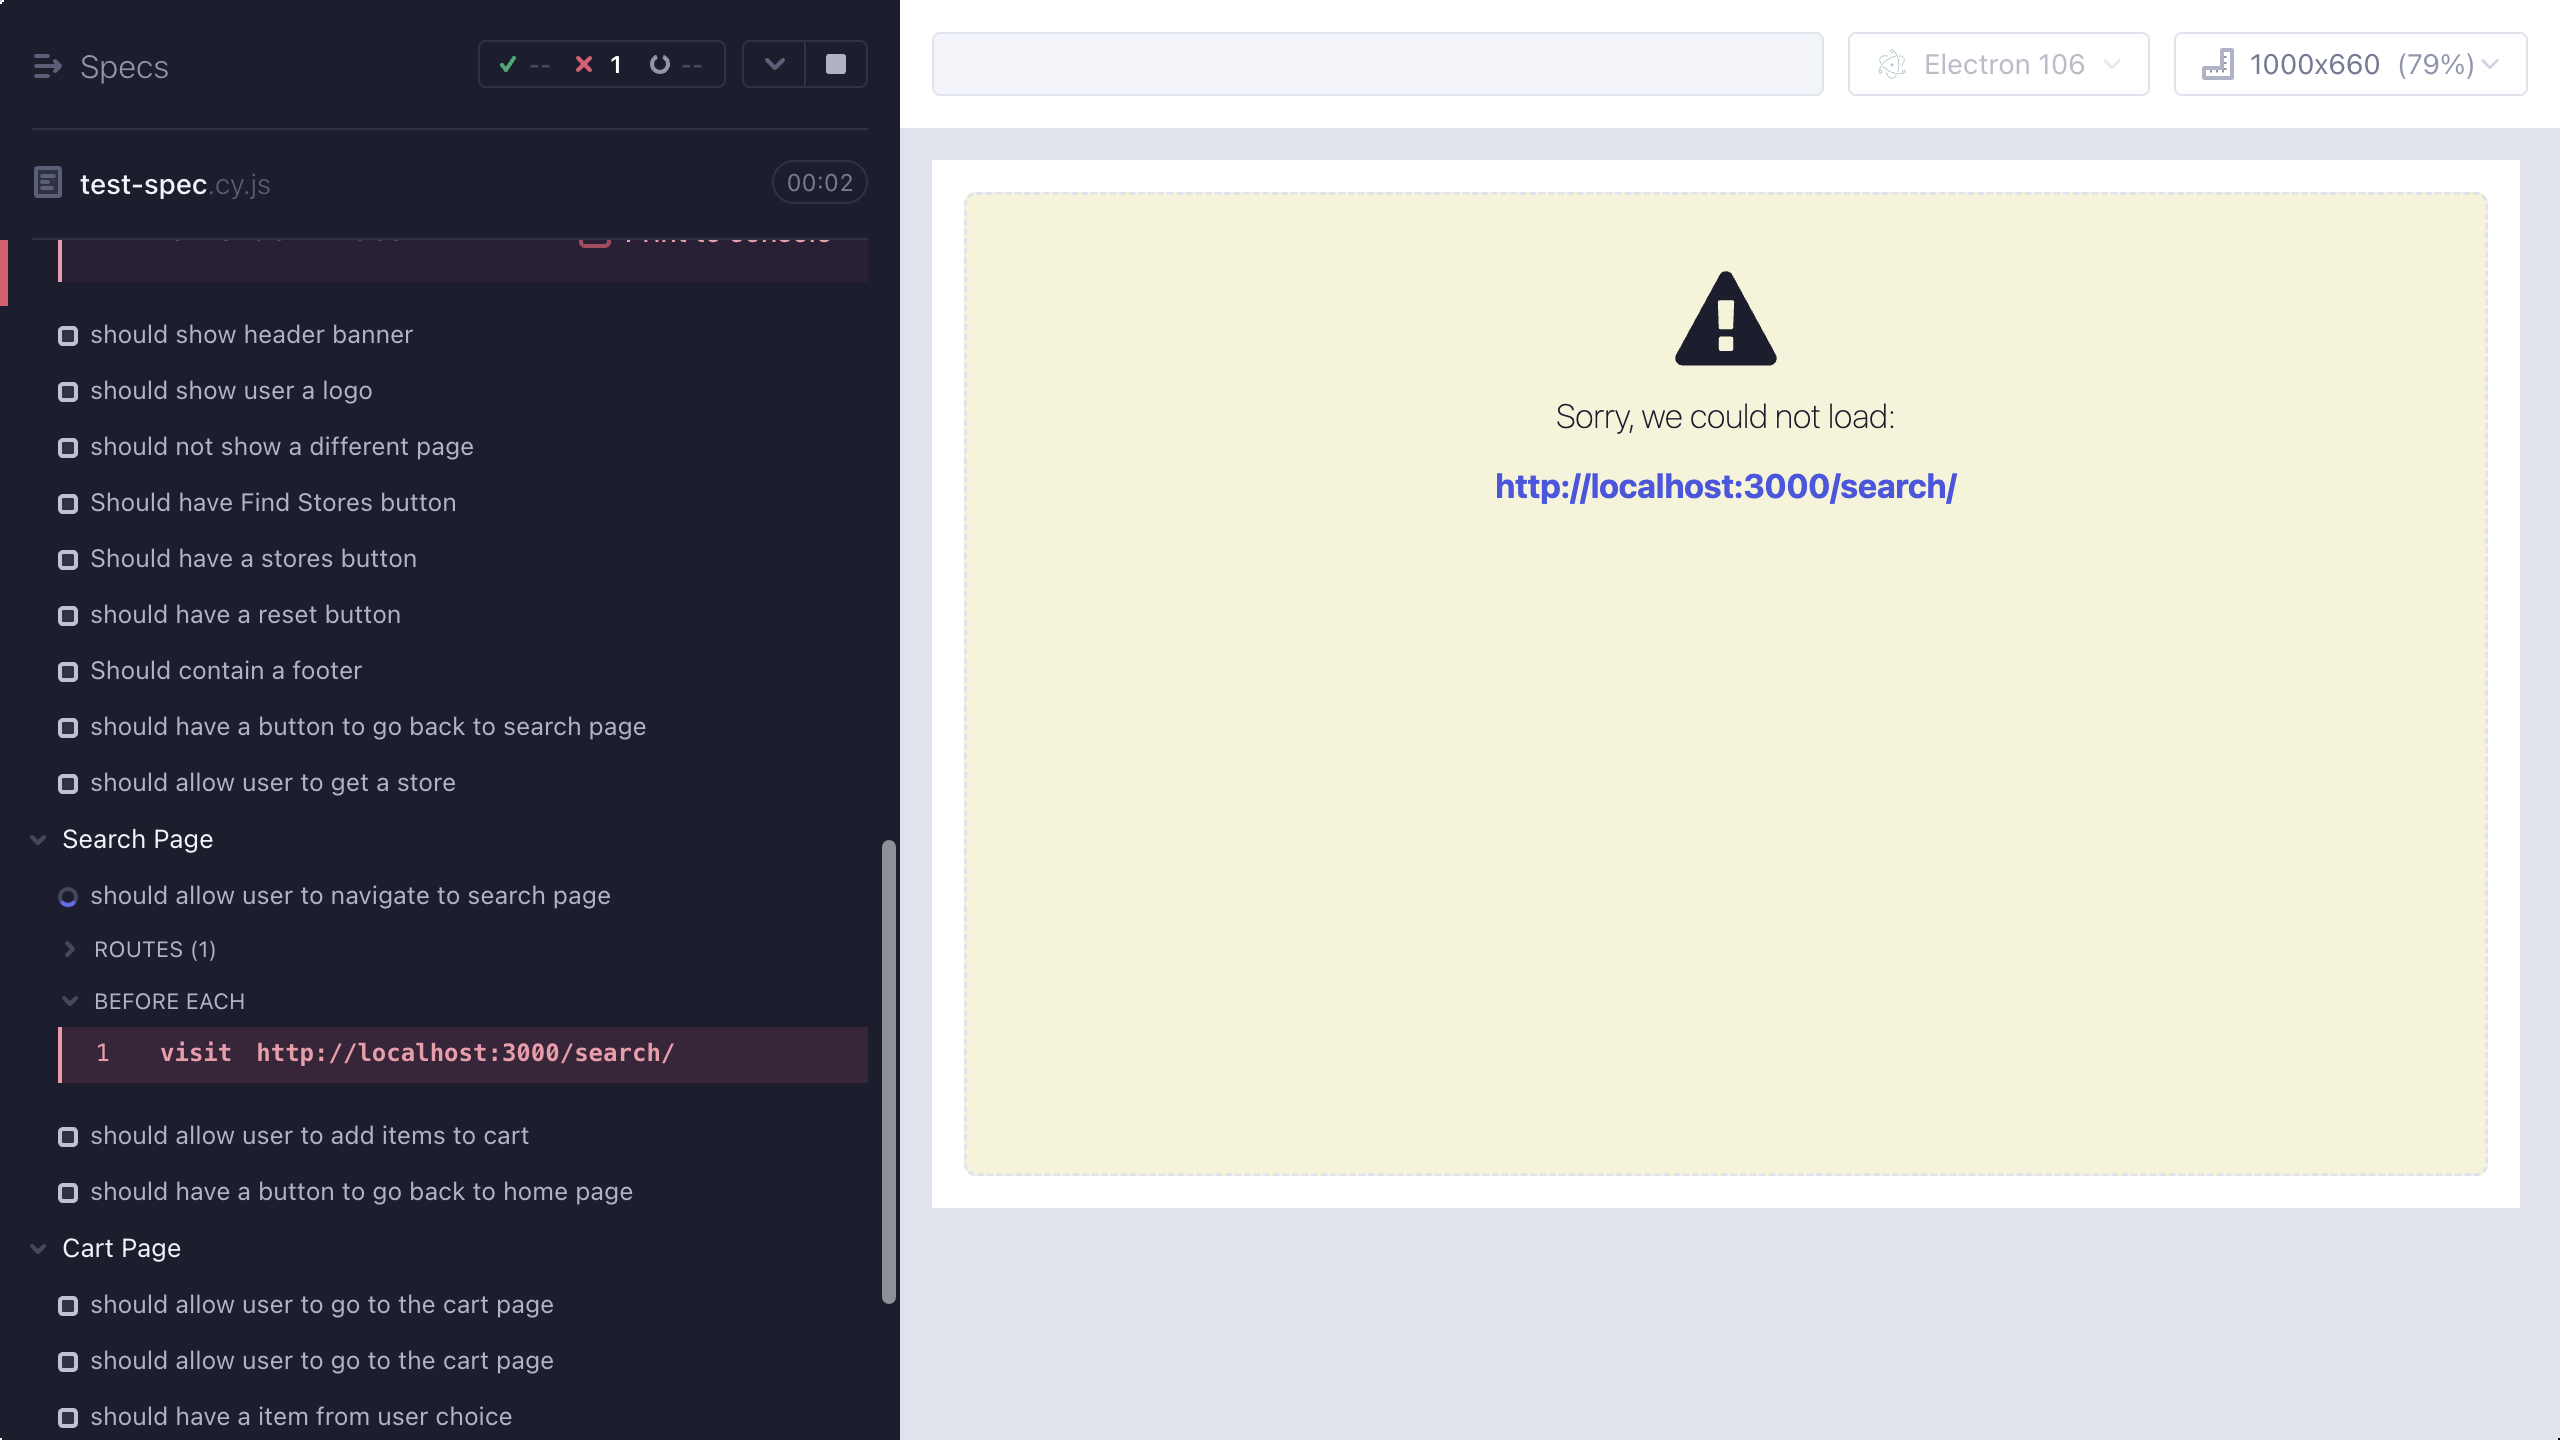 Specs
-- 1 --
test-spec.cy.js
00:02
Print to console
should show header banner
should show user a logo
should not show a different page
Should have Find Stores button
Should have a stores button
should have a reset button
Should contain a footer
should have a button to go back to search page
should allow user to get a store
Search Page
should allow user to navigate to search page
ROUTES (1)
BEFORE EACH
1 visit http://localhost:3000/search/
should allow user to add items to cart
should have a button to go back to home page
Cart Page
should allow user to go to the cart page
should allow user to go to the cart page
should have a item from user choice
Electron 106
1000x660 (79%)
Sorry, we could not load:
http://localhost:3000/search/